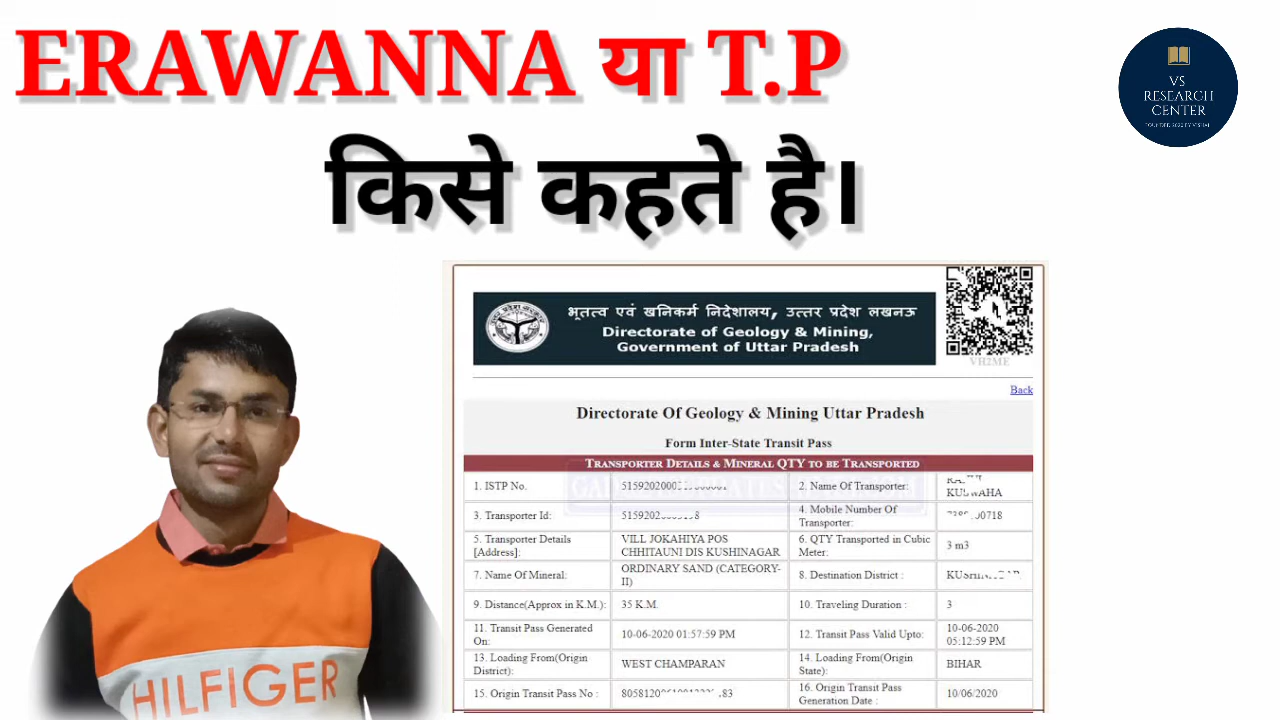 ERAWANNA या T.P
किसे कहते है।
VS
RESEARCH
CENTER
भूतत्व एवं खनिकर्म निदेशालय, उत्तर प्रदेश लखनऊ
Directorate of Geology & Mining,
Government of Uttar Pradesh
VH2ME
Back
Directorate Of Geology & Mining Uttar Pradesh
Form Inter-State Transit Pass
TRANSPORTER DETAILS & MINERAL QTY TO BE TRANSPORTED
1. ISTP No.
2. Name Of Transporter:
3. Transporter Id:
4. Mobile Number Of
Transporter:
5. Transporter Details
[Address]:
VILL JOKAHIYA POS
CHHITAUNI DIS KUSHINAGAR
6. QTY Transported in Cubic
Meter:
3 m3
7. Name Of Mineral:
ORDINARY SAND (CATEGORY-
II)
8. Destination District :
9. Distance(Approx in K.M.):
35 K.M.
10. Traveling Duration :
3
11. Transit Pass Generated
On:
10-06-2020 01:57:59 PM
12. Transit Pass Valid Upto:
10-06-2020
05:12:59 PM
13. Loading From(Origin
District):
WEST CHAMPARAN
14. Loading From(Origin
State):
BIHAR
15. Origin Transit Pass No :
16. Origin Transit Pass
Generation Date :
10/06/2020
HILFIGER